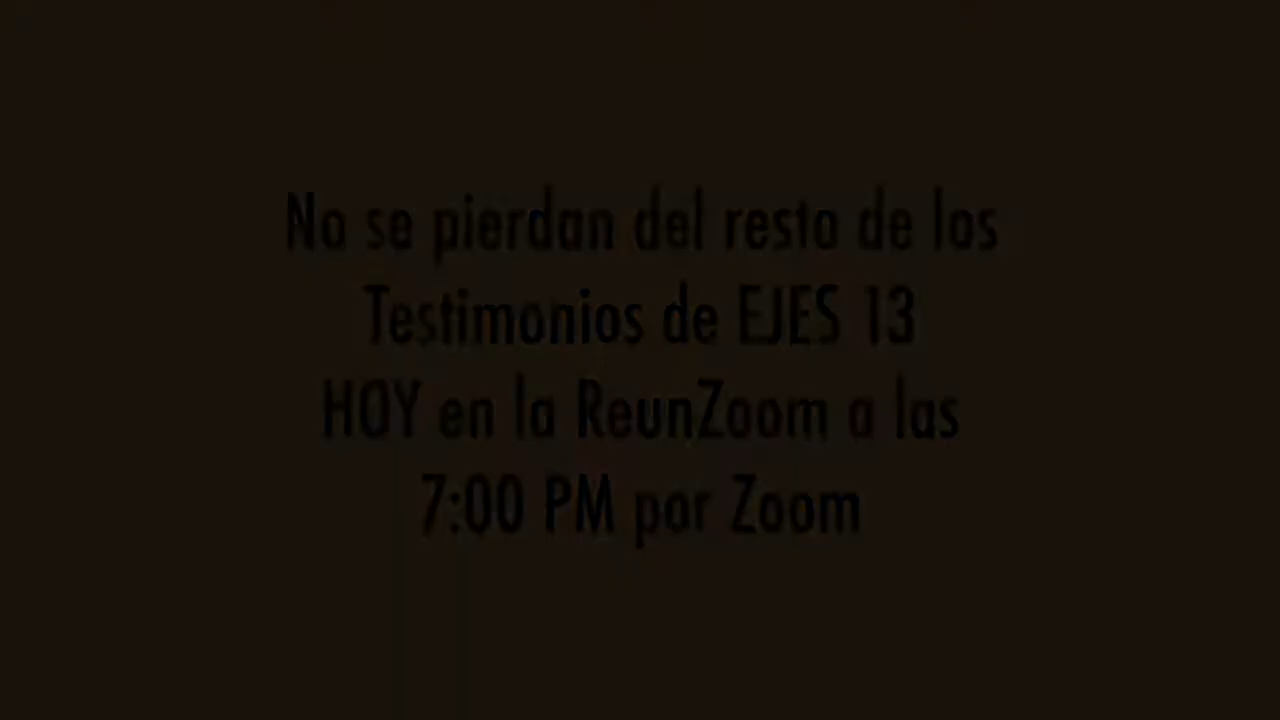 No se pierdan del resto de los
Testimonios de EJES 13
HOY en la ReunZoom a las
7:00 PM por Zoom